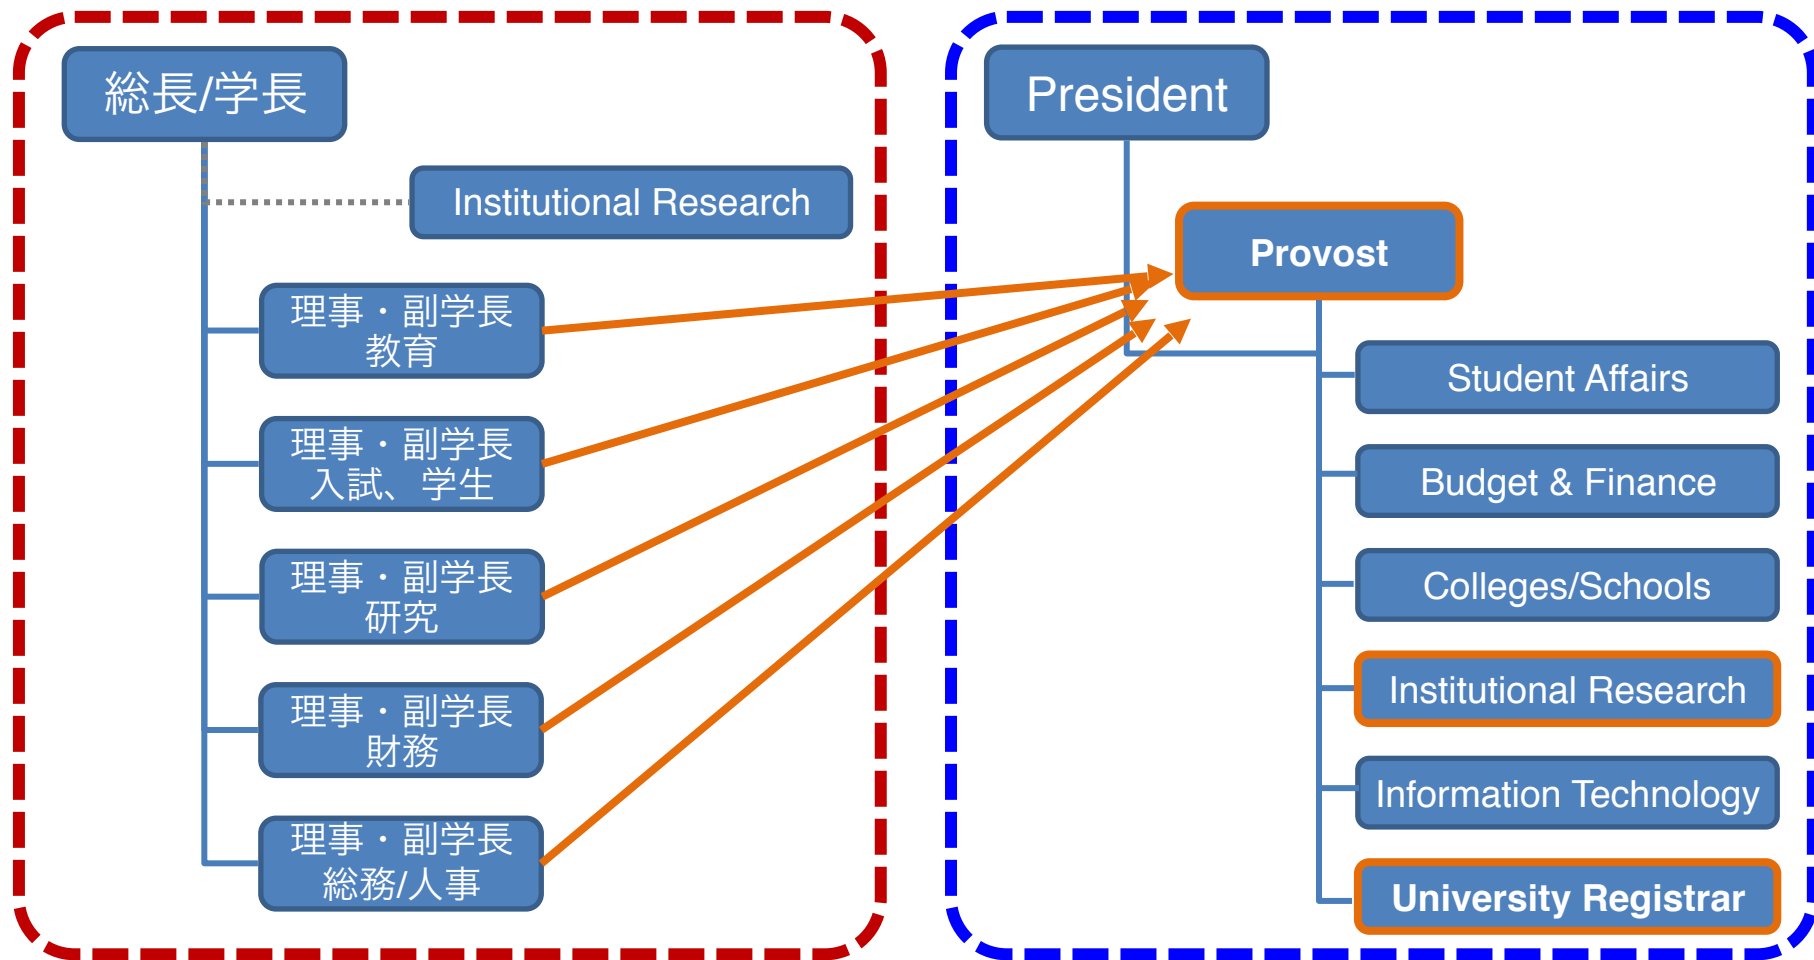 総長/学長
Institutional Research
理事・副学長
教育
理事・副学長
入試、学生
理事・副学長
研究
理事・副学長
財務
理事・副学長
総務/人事
President
Provost
Student Affairs
Budget & Finance
Colleges/Schools
Institutional Research
Information Technology
University Registrar